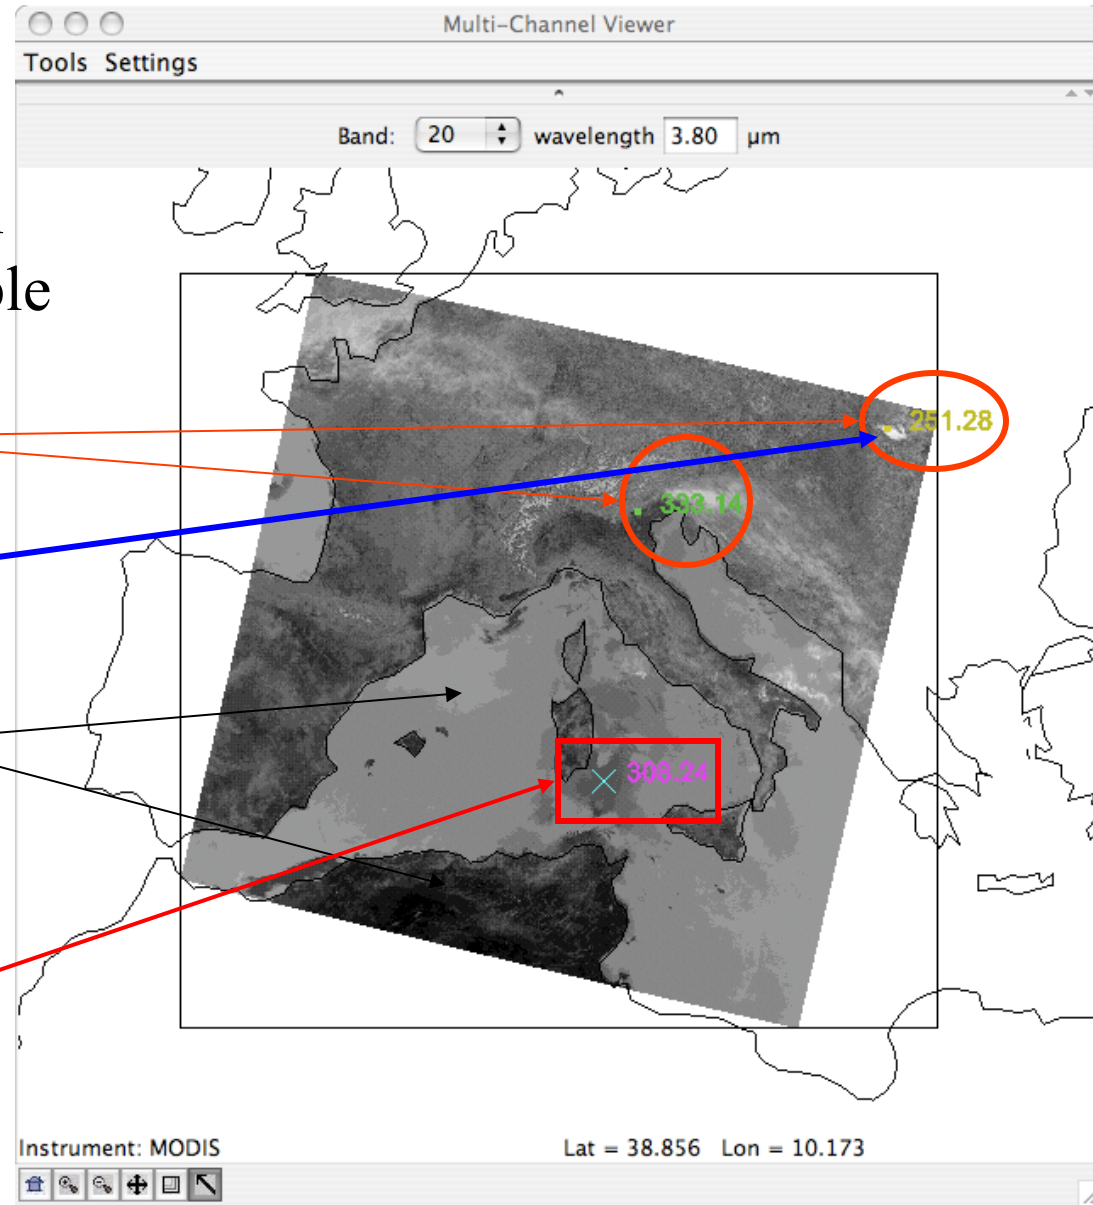 Multi-Channel Viewer
Tools Settings
Band: 20 wavelength 3.80 µm
251.28
333.14
308.24
Instrument: MODIS
Lat = 38.856 Lon = 10.173